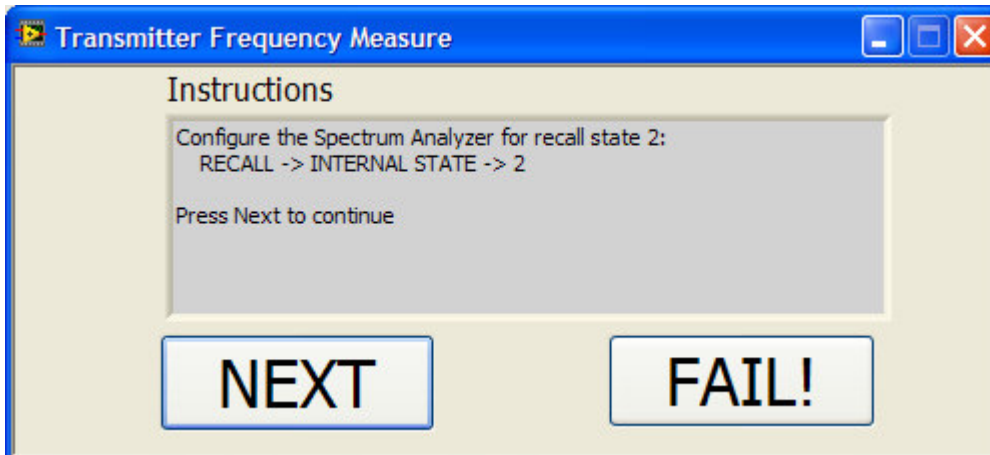 Transmitter Frequency Measure
Instructions
Configure the Spectrum Analyzer for recall state 2:
RECALL -> INTERNAL STATE -> 2
Press Next to continue
NEXT
FAIL!